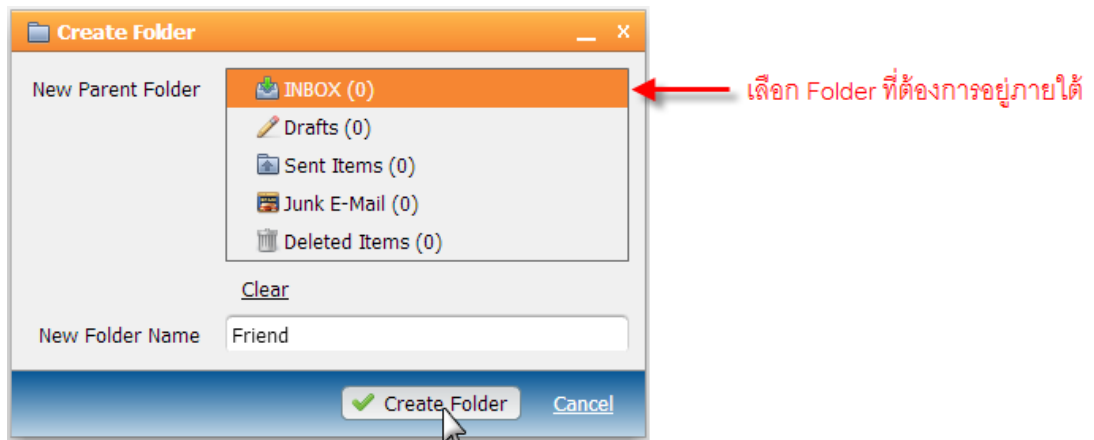 Create Folder
New Parent Folder
INBOX (0)
เลือก Folder ที่ต้องการอยู่ภายใต้
Drafts (0)
Sent Items (0)
Junk E-Mail (0)
Deleted Items (0)
Clear
New Folder Name
Friend
Create Folder
Cancel